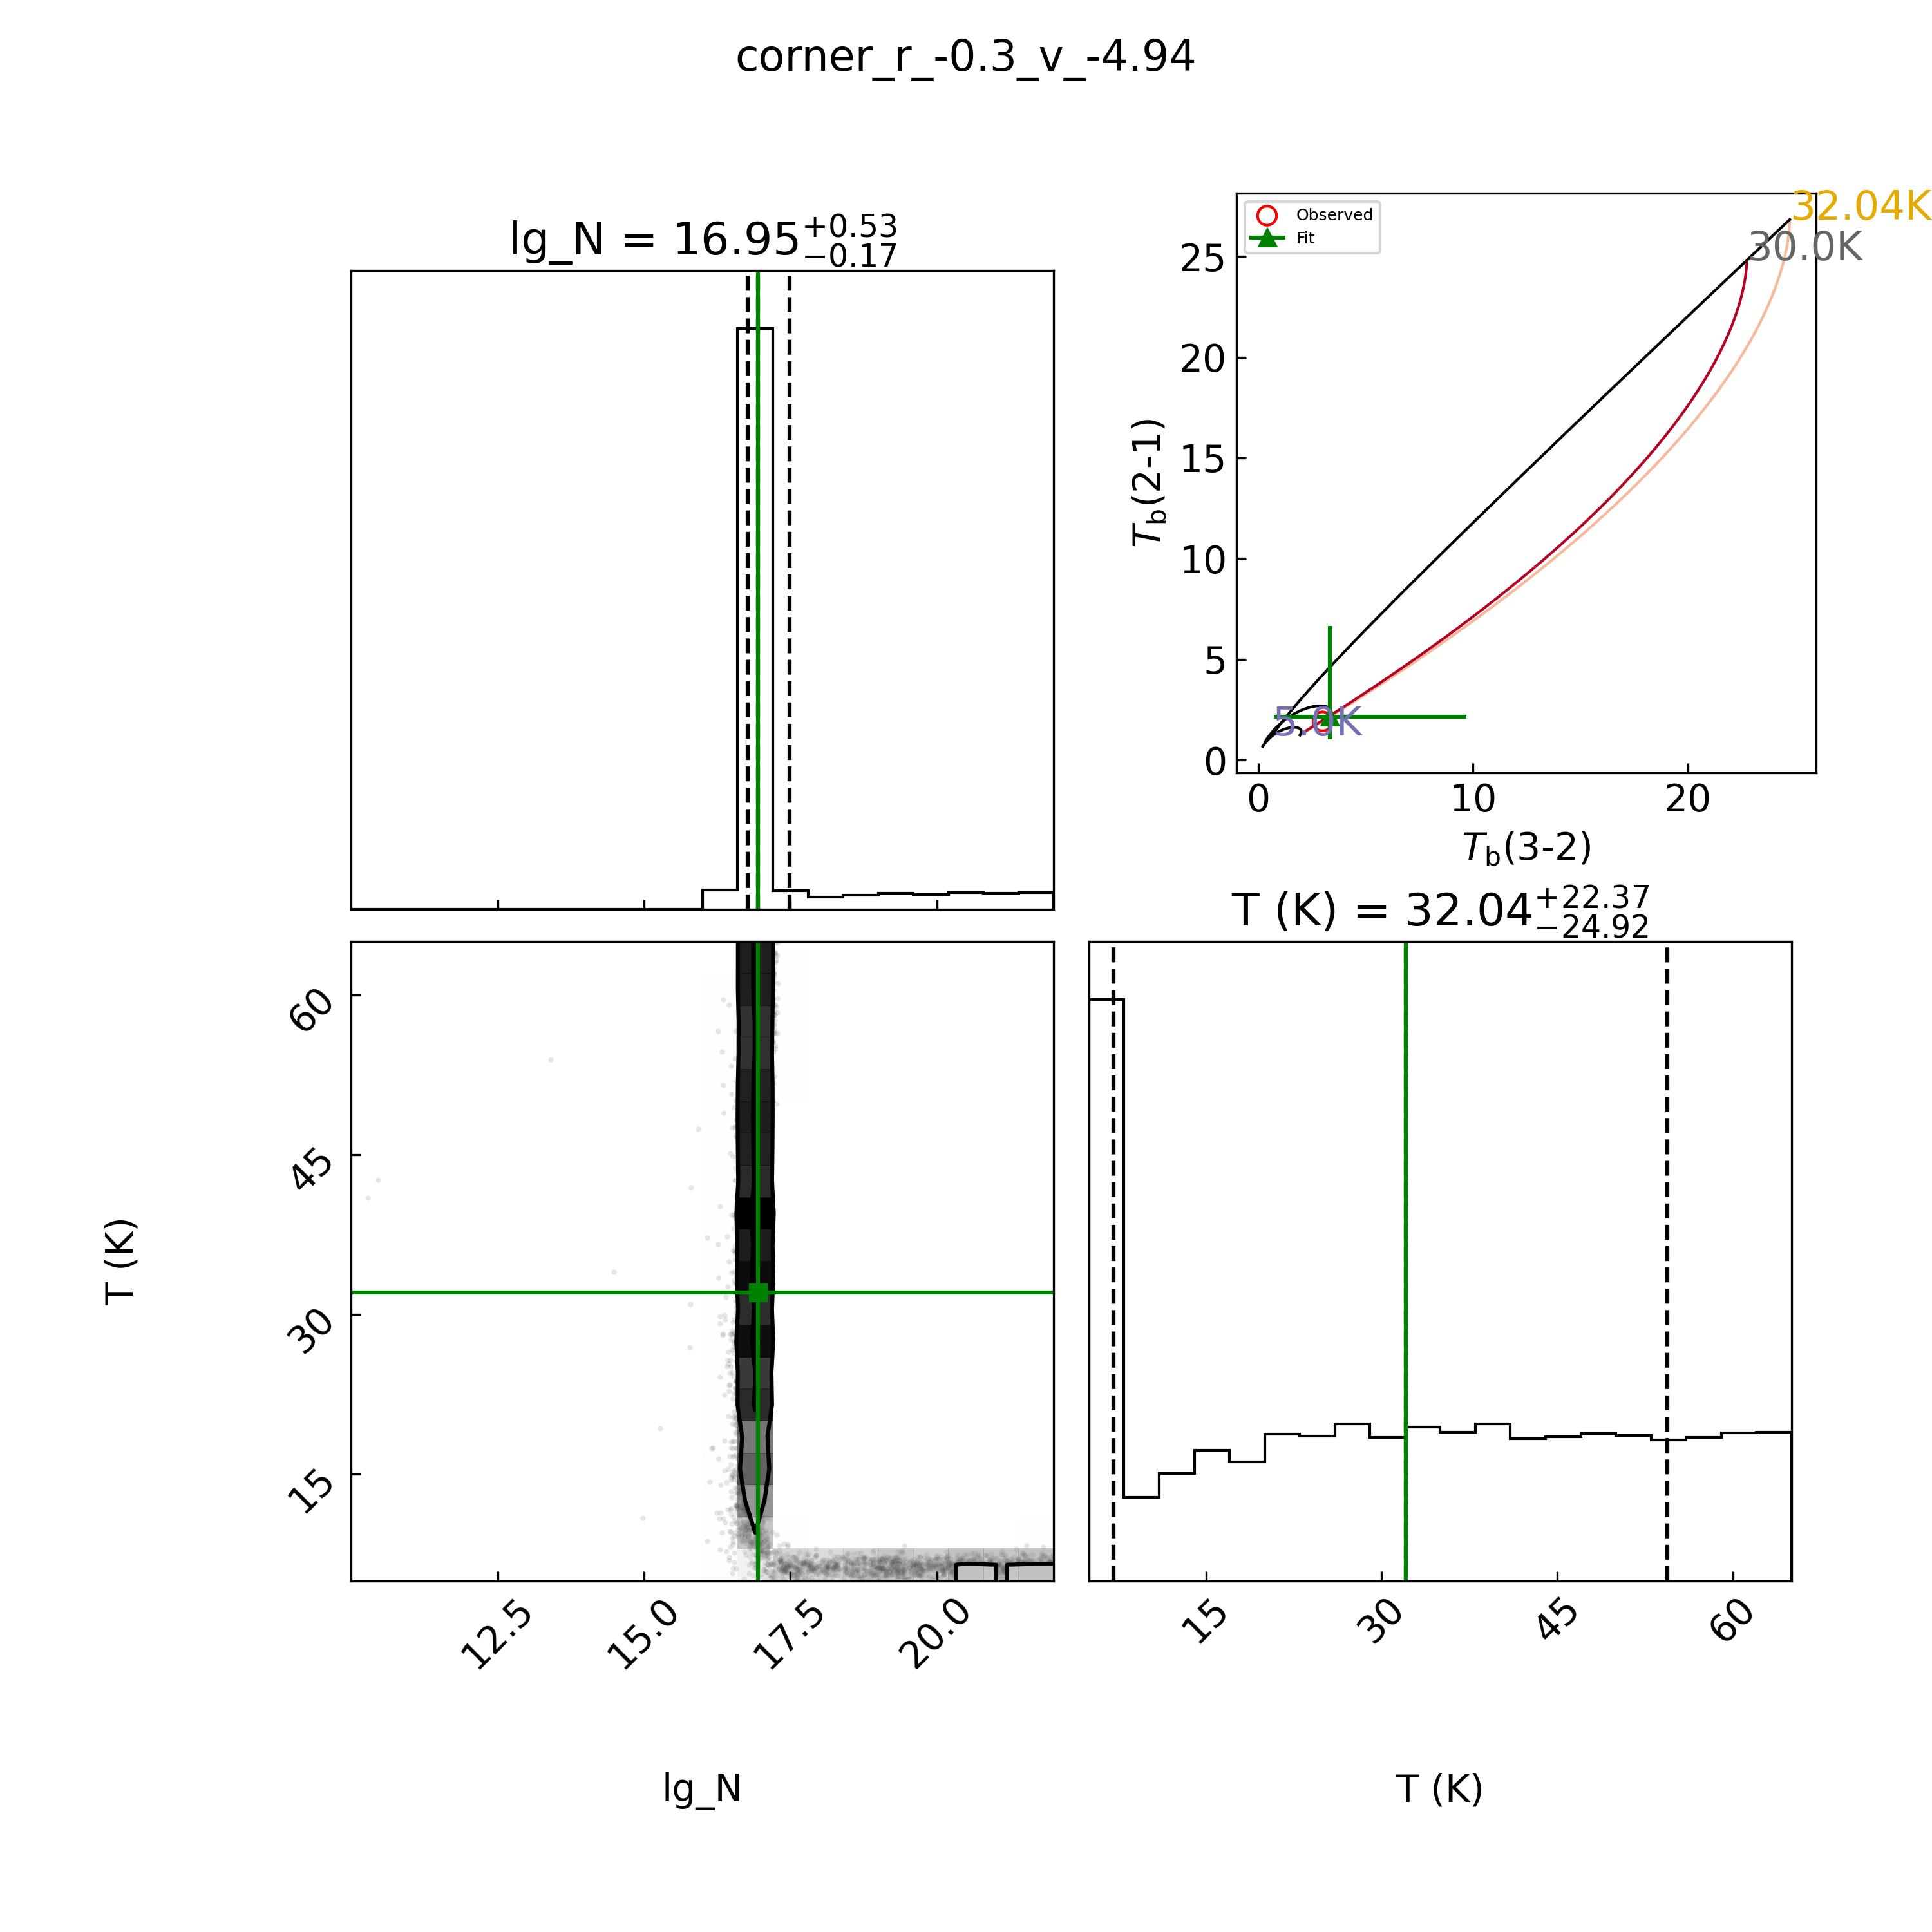 corner_r_-0.3_v_-4.94
lg_N = 16.95+0.53−0.17
Observed
Fit
32.04K
30.0K
5.0K
25
20
15
10
5
0
Tb(2-1)
0 10 20
Tb(3-2)
T (K) = 32.04+22.37−24.92
60
45
30
15
T (K)
12.5 15.0 17.5 20.0
lg_N
15 30 45 60
T (K)